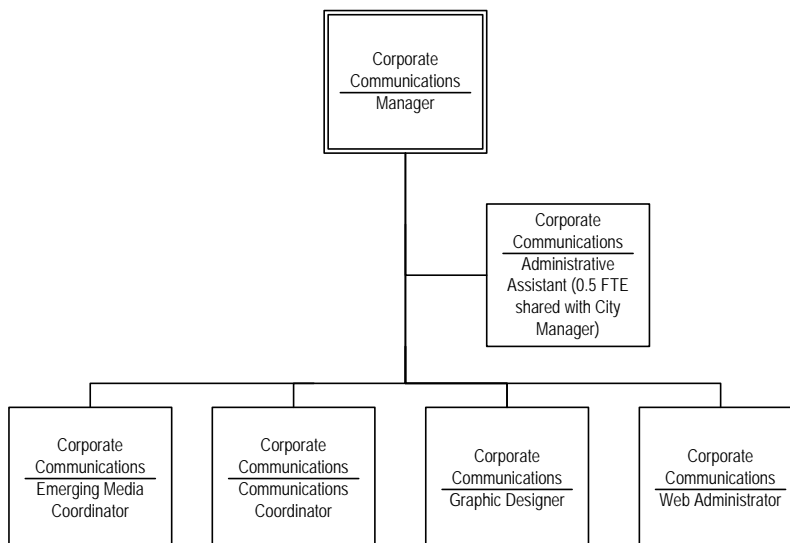 Corporate
Communications
Manager
Corporate
Communications
Administrative
Assistant (0.5 FTE
shared with City
Manager)
Corporate
Communications
Emerging Media
Coordinator
Corporate
Communications
Communications
Coordinator
Corporate
Communications
Graphic Designer
Corporate
Communications
Web Administrator